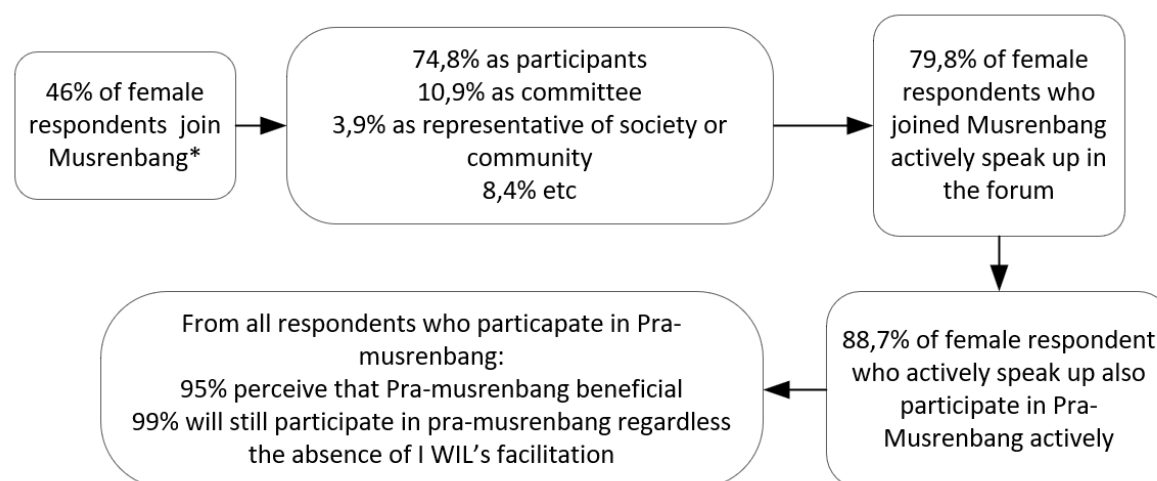 46% of female
respondents join
Musrenbang*
74,8% as participants
10,9% as committee
3,9% as representative of society or
community
8,4% etc
79,8% of female
respondents who
joined Musrenbang
actively speak up in
the forum
88,7% of female respondent
who actively speak up also
participate in Pra-
Musrenbang actively
From all respondents who particapate in Pra-
musrenbang:
95% perceive that Pra-musrenbang beneficial
99% will still participate in pra-musrenbang regardless
the absence of I WIL’s facilitation